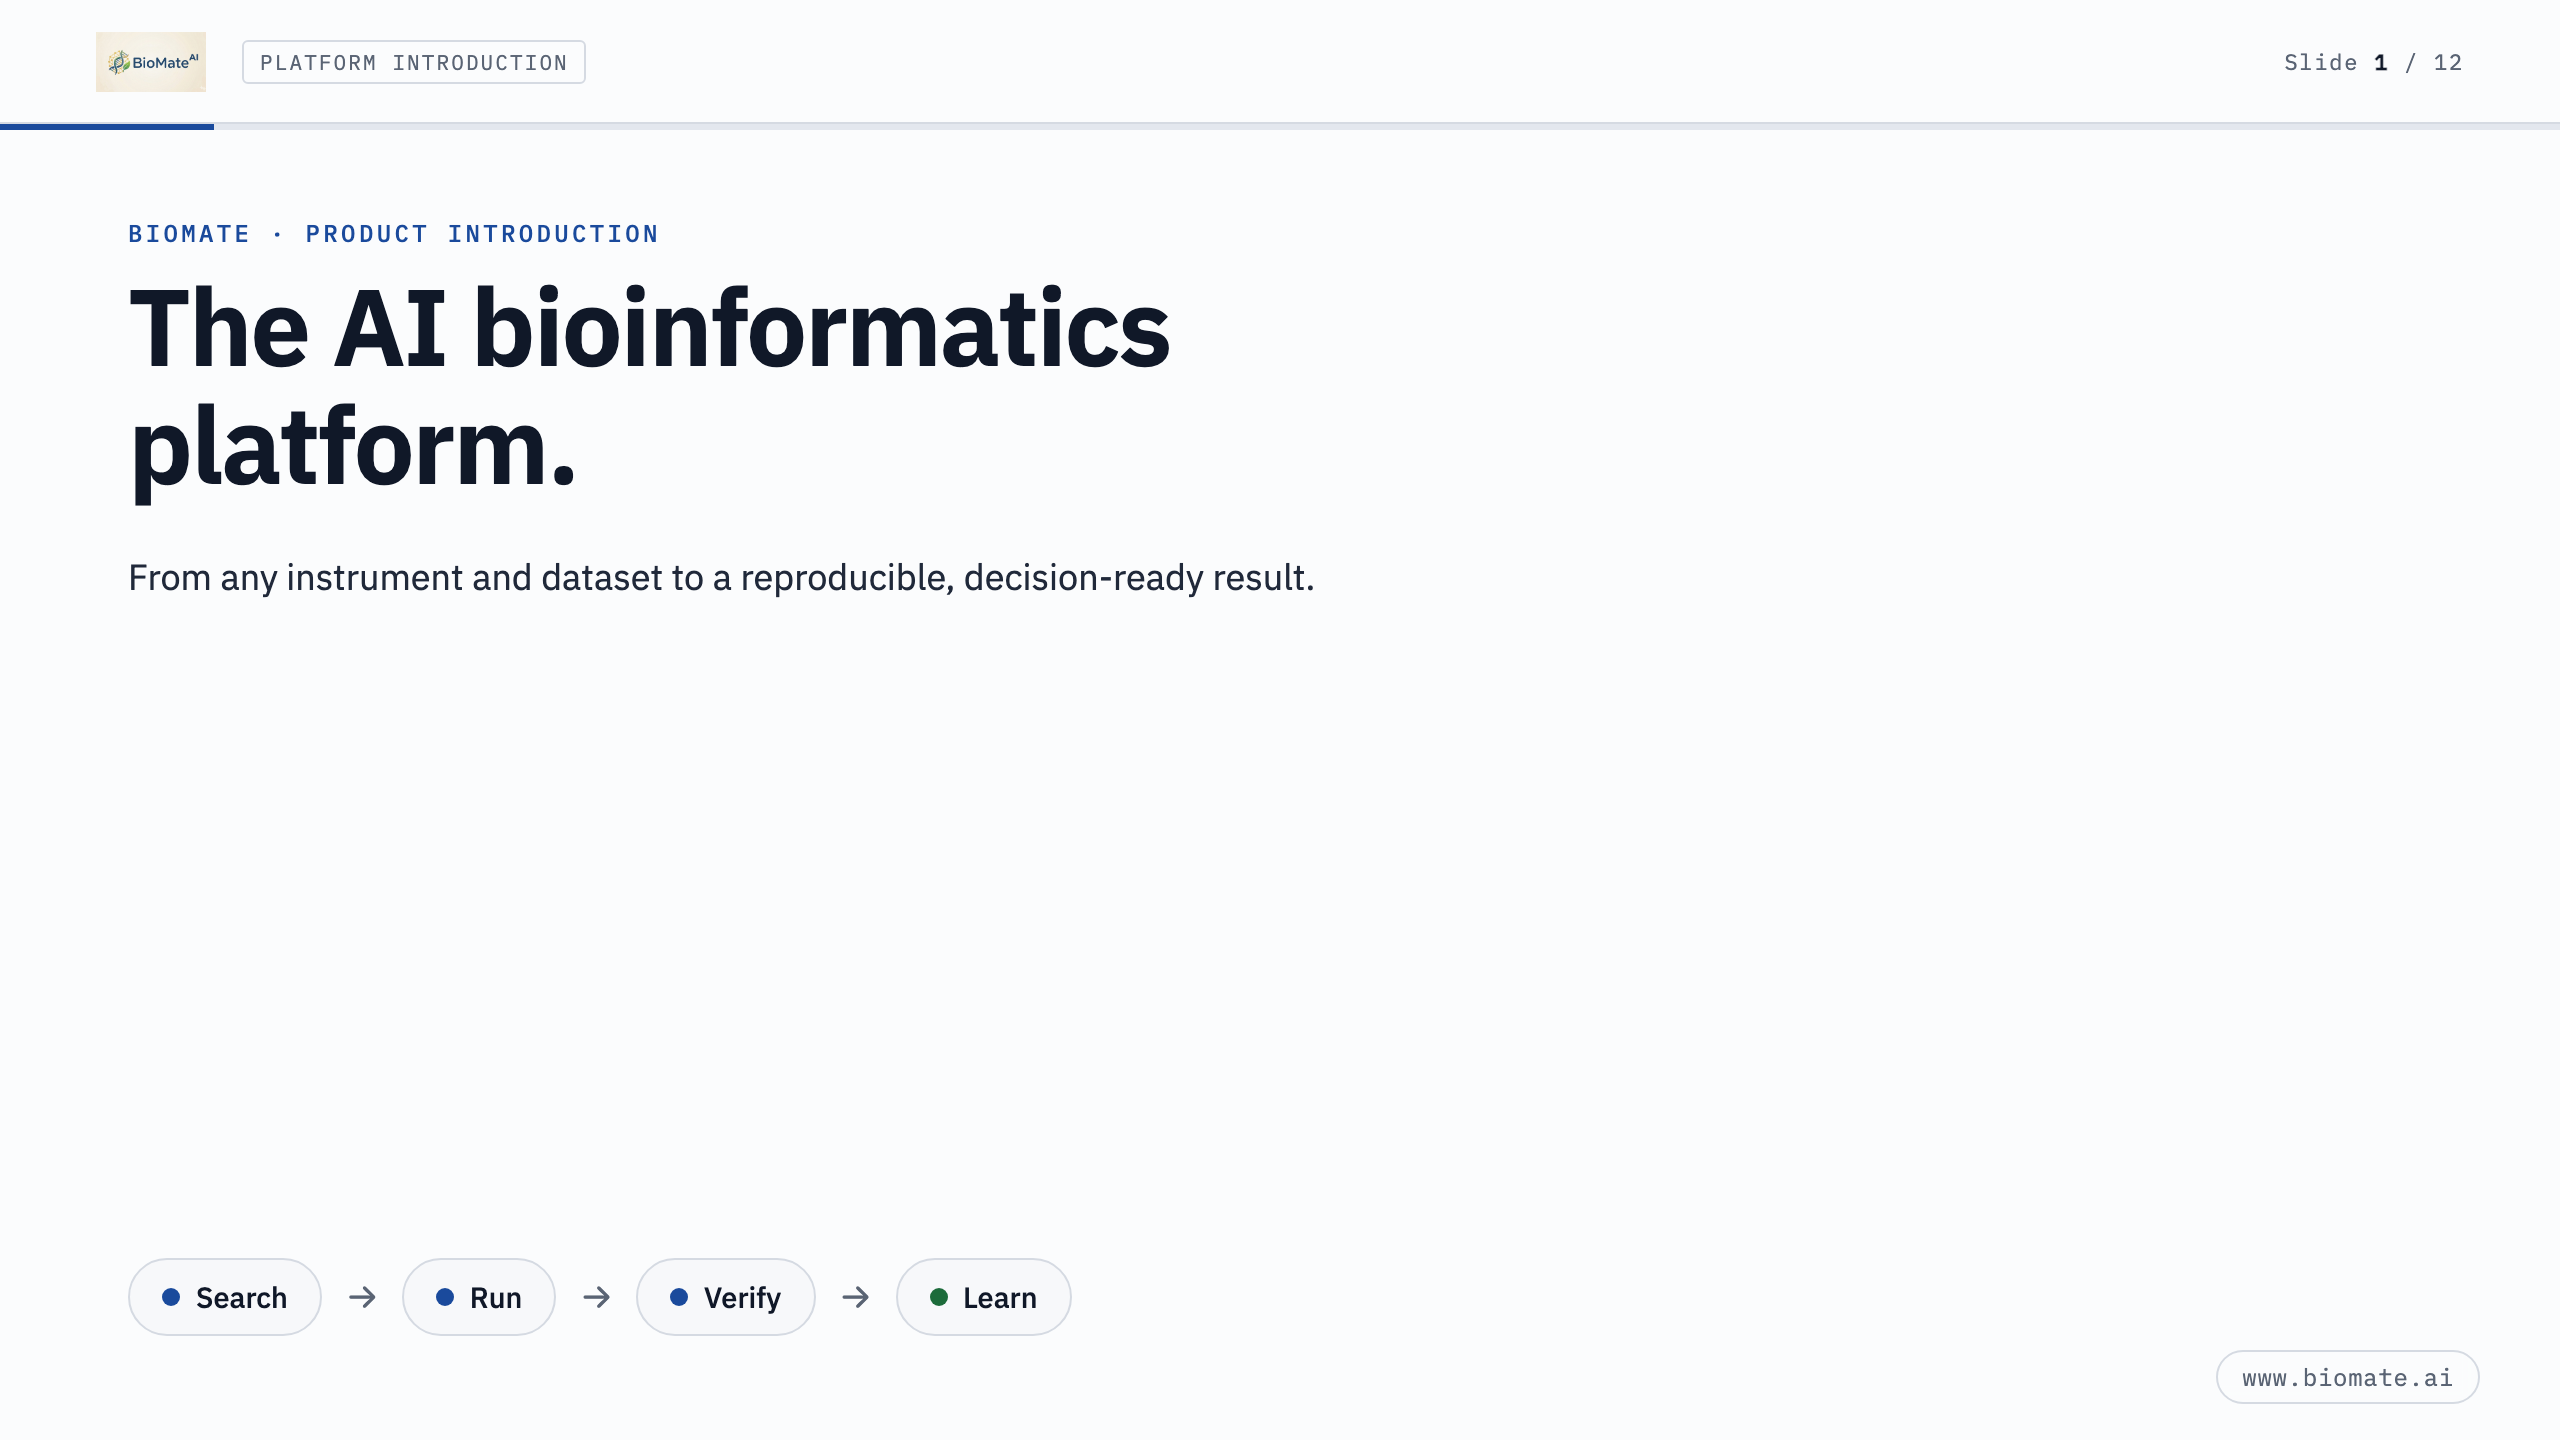 BioMate AI
PLATFORM INTRODUCTION
Slide 1 / 12
BIOMATE · PRODUCT INTRODUCTION
The AI bioinformatics
platform.
From any instrument and dataset to a reproducible, decision-ready result.
Search → Run → Verify → Learn
www.biomate.ai